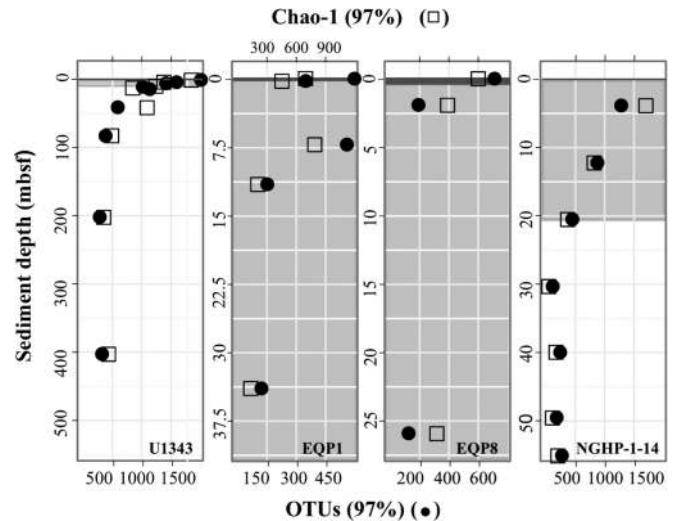 Chao-1 (97%) (□)
300 600 900
Sediment depth (mbsf)
0
100
200
300
400
500
U1343
500 1000 1500
0
7.5
15
22.5
30
37.5
EQP1
150 300 450
0
5
10
15
20
25
EQP8
200 400 600
0
10
20
30
40
50
NGHP-1-14
500 1000 1500
OTUs (97%) (●)